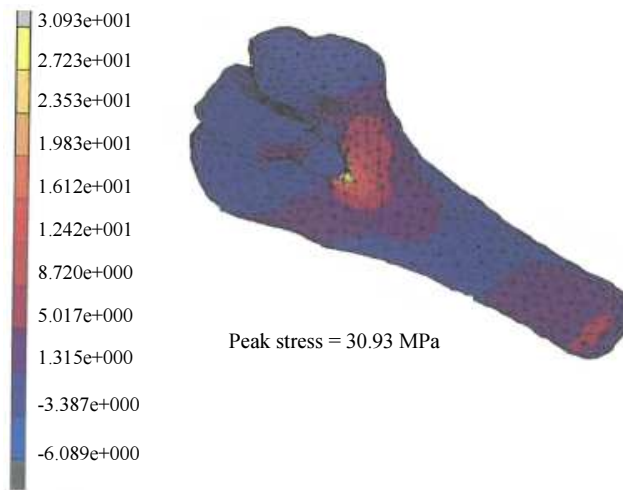 3.093e+001
2.723e+001
2.353e+001
1.983e+001
1.612e+001
1.242e+001
8.720e+000
5.017e+000
1.315e+000
-3.387e+000
-6.089e+000
Peak stress = 30.93 MPa